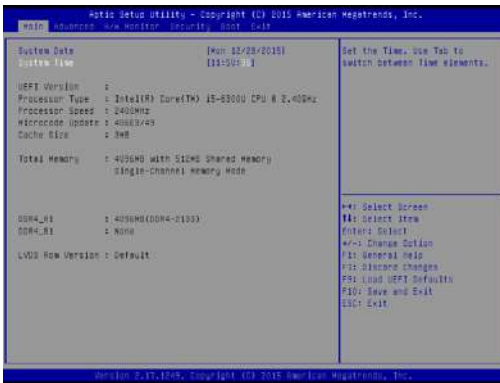 Aptio Setup Utility - Copyright (C) 2015 American Megatrends, Inc.
Main Advanced H/W Monitor Security Boot Exit
System Date [Mon 12/28/2015]
System Time
UEFI Version :
Processor Type : Intel(R) Core(TM) i5-6300U CPU @ 2.40GHz
Processor Speed : 2400MHz
Microcode Update : 406E3/49
Cache Size : 3MB
Total Memory : 4096MB with 512MB Shared Memory
Single-Channel Memory Mode
DDR4_A1 : 4096MB(DDR4-2133)
DDR4_B1 : None
LVDS Rom Version : Default
Set the Time. Use Tab to
switch between Time elements.
Select Screen
Select Item
Enter: Select
+/-: Change Option
F1: General Help
F7: Discard Changes
F9: Load UEFI Defaults
F10: Save and Exit
ESC: Exit
Version 2.17.1249. Copyright (C) 2015 American Megatrends, Inc.